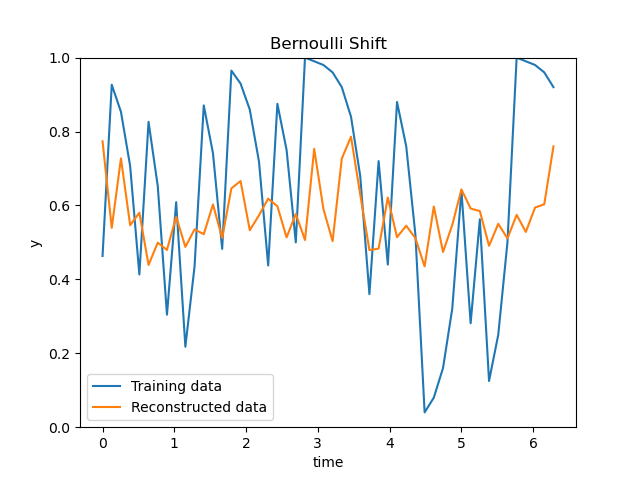 Bernoulli Shift
1.0
0.8
0.6
0.4
0.2
0.0
y
Training data
Reconstructed data
0 1 2 3 4 5 6
time